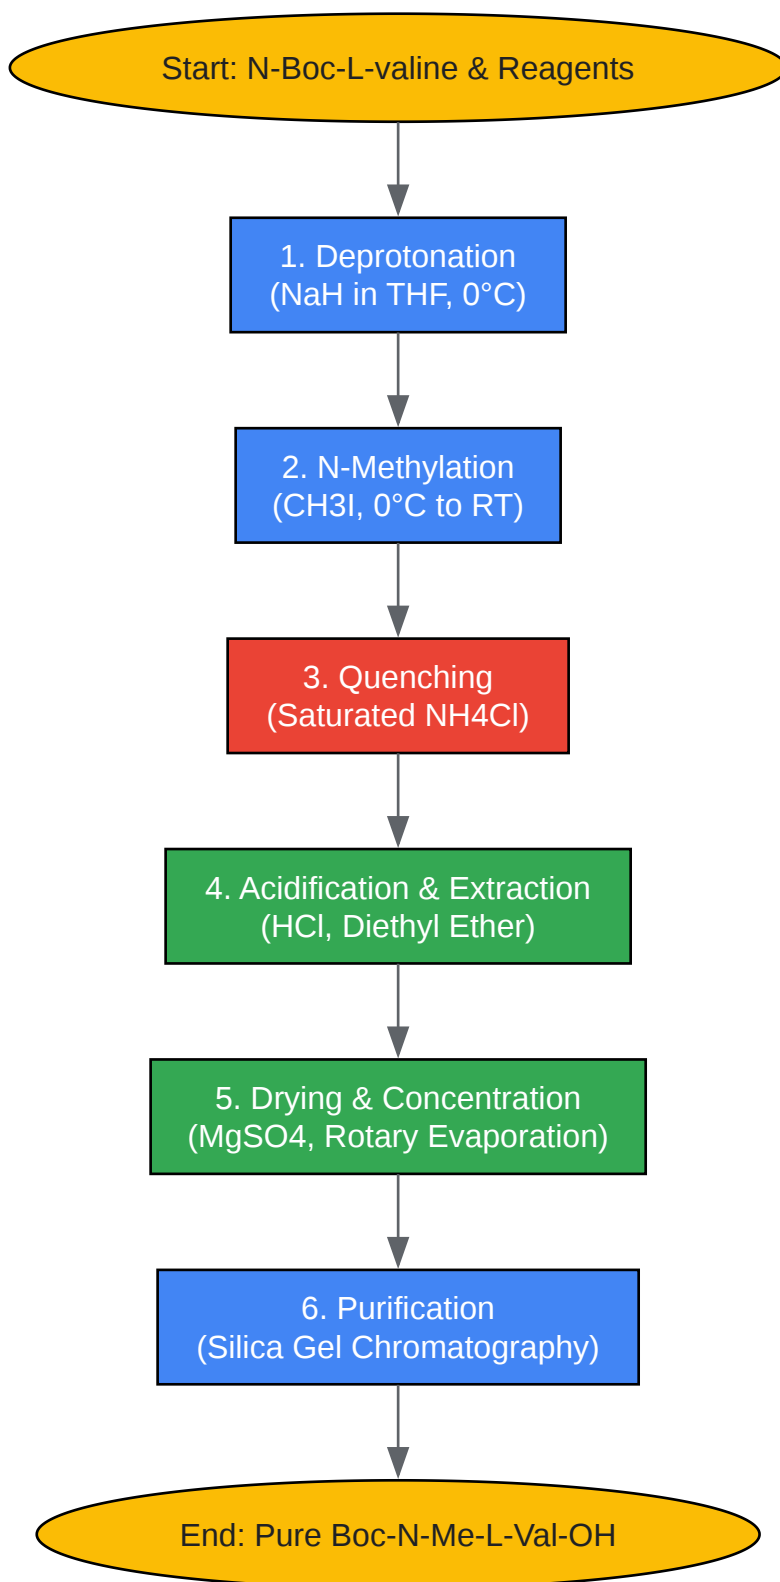 Start: N-Boc-L-valine & Reagents
1. Deprotonation
(NaH in THF, 0°C)
2. N-Methylation
(CH3I, 0°C to RT)
3. Quenching
(Saturated NH4Cl)
4. Acidification & Extraction
(HCl, Diethyl Ether)
5. Drying & Concentration
(MgSO4, Rotary Evaporation)
6. Purification
(Silica Gel Chromatography)
End: Pure Boc-N-Me-L-Val-OH